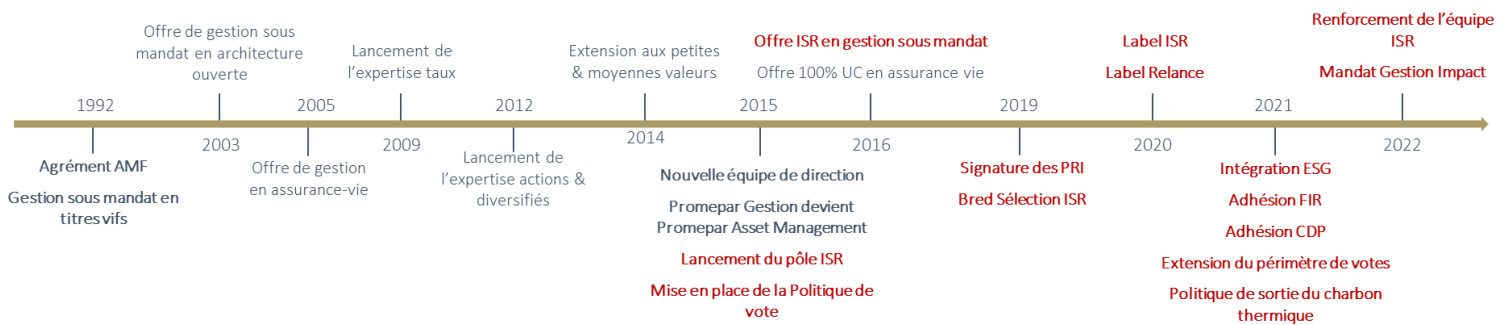 1992
Agrément AMF
Gestion sous mandat en
titres vifs
Offre de gestion sous
mandat en architecture
ouverte
2003
2005
Offre de gestion
en assurance-vie
Lancement de
l’expertise taux
2009
2012
Lancement de
l’expertise actions &
diversifiés
Extension aux petites
& moyennes valeurs
2014
2015
Nouvelle équipe de direction
Promepar Gestion devient
Promepar Asset Management
Lancement du pôle ISR
Mise en place de la Politique de
vote
Offre ISR en gestion sous mandat
Offre 100% UC en assurance vie
2016
2019
Signature des PRI
Bred Sélection ISR
Label ISR
Label Relance
2020
2021
Intégration ESG
Adhésion FIR
Adhésion CDP
Extension du périmètre de votes
Politique de sortie du charbon
thermique
Renforcement de l’équipe
ISR
Mandat Gestion Impact
2022